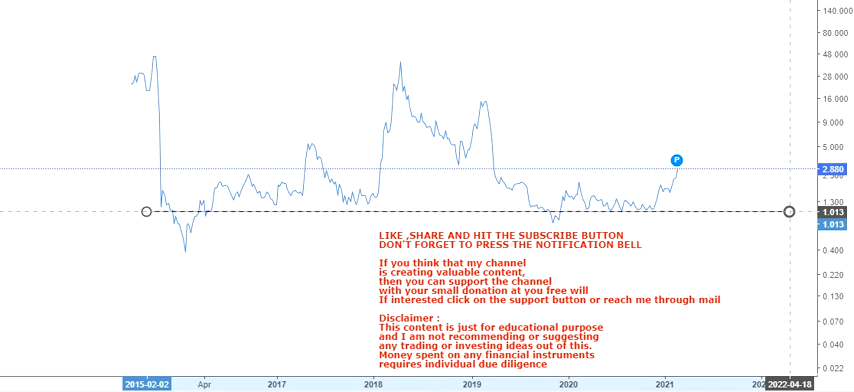 140.000
80.000
48.000
28.000
16.000
9.000
5.000
P
2.880
1.300
1.013
1.013
LIKE ,SHARE AND HIT THE SUBSCRIBE BUTTON
DON'T FORGET TO PRESS THE NOTIFICATION BELL
0.400
If you think that my channel
is creating valuable content,
then you can support the channel
0.220
with your small donation at you free will
If interested click on the support button or reach me through mail
0.130
Disclaimer :
This content is just for educational purpose
0.070
and I am not recommending or suggesting
any trading or investing ideas out of this.
0.040
Money spent on any financial instruments
requires individual due diligence
0.022
2015-02-02 Apr 2017 2018 2019 2020 2021 2022-04-18